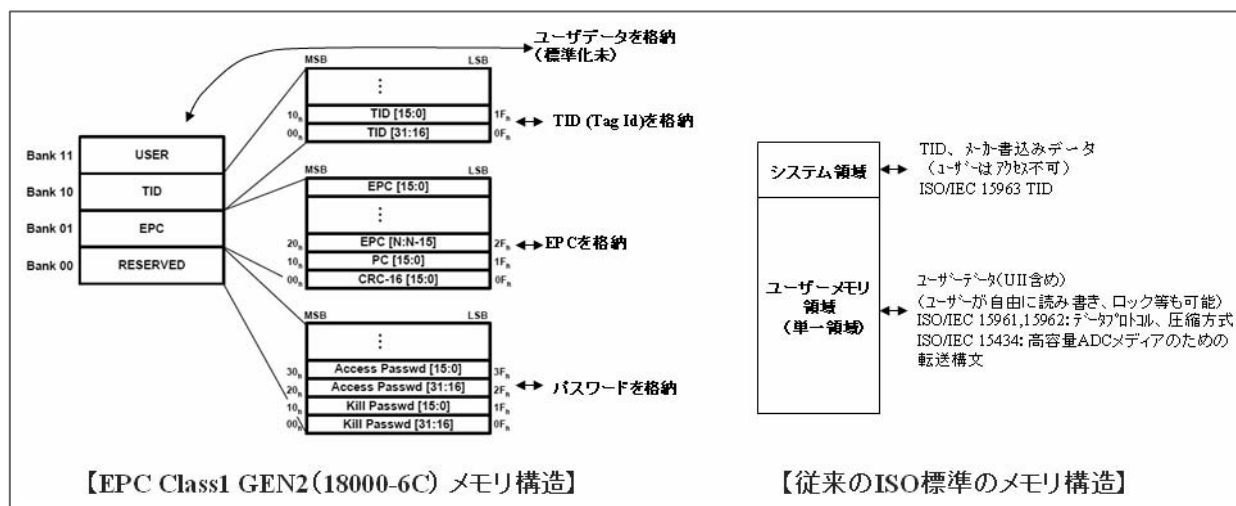 ユーザデータを格納
(標準化未)
MSB LSB
⋮
10h TID [15:0] 1Fh
00h TID [31:16] 0Fh
TID (Tag Id)を格納
Bank 11 USER
Bank 10 TID
Bank 01 EPC
Bank 00 RESERVED
MSB LSB
EPC [15:0]
⋮
20h EPC [N:N-15] 2Fh
10h PC [15:0] 1Fh
00h CRC-16 [15:0] 0Fh
EPCを格納
MSB LSB
⋮
30h Access Passwd [15:0] 3Fh
20h Access Passwd [31:16] 2Fh
10h Kill Passwd [15:0] 1Fh
00h Kill Passwd [31:16] 0Fh
パスワードを格納
【EPC Class1 GEN2(18000-6C) メモリ構造】
システム領域
TID、メーカー書込みデータ
(ユーザーはアクセス不可)
ISO/IEC 15963 TID
ユーザーメモリ
領域
(単一領域)
ユーザーデータ(UII含め)
(ユーザーが自由に読み書き、ロック等も可能)
ISO/IEC 15961,15962:データプロトコル、圧縮方式
ISO/IEC 15434:高容量ADCメディアのための
転送構文
【従来のISO標準のメモリ構造】